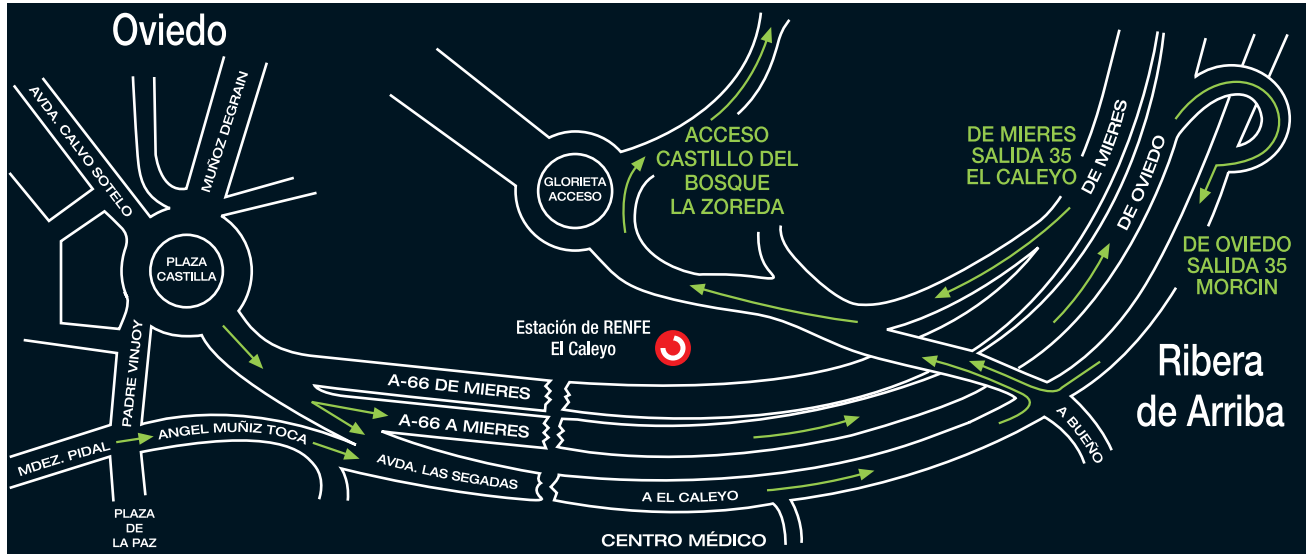 Oviedo
AVDA. CALVO SOTELO
MUÑOZ DEGRAIN
PLAZA
CASTILLA
PADRE VINJOY
MDEZ. PIDAL
ANGEL MUÑIZ TOCA
PLAZA
DE
LA PAZ
A-66 DE MIERES
A-66 A MIERES
AVDA. LAS SEGADAS
A EL CALEYO
CENTRO MÉDICO
Estación de RENFE
El Caleyo
GLORIETA
ACCESO
ACCESO
CASTILLO DEL
BOSQUE
LA ZOREDA
DE MIERES
SALIDA 35
EL CALEYO
DE MIERES
DE OVIEDO
DE OVIEDO
SALIDA 35
MORCIN
Ribera
de Arriba
A BUEÑO